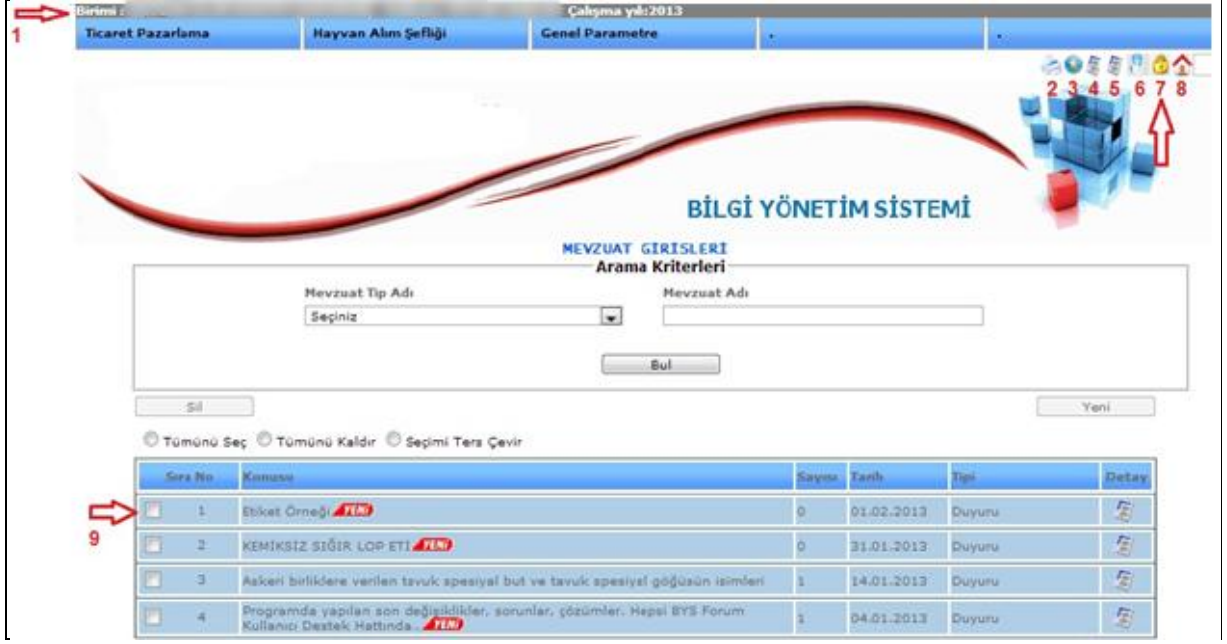 Birimi : Çalışma yılı:2013
1
Ticaret Pazarlama Hayvan Alım Şefliği Genel Parametre . .
2 3 4 5 6 7 8
BİLGİ YÖNETİM SİSTEMİ
MEVZUAT GIRISLERI
Arama Kriterleri
Mevzuat Tip Adı Mevzuat Adı
Seçiniz
Bul
Sil Yeni
Tümünü Seç Tümünü Kaldır Seçimi Ters Çevir
Sıra No Konusu Sayısı Tarih Tipi Detay
1 Etiket Örneği YENİ 0 01.02.2013 Duyuru
9
2 KEMİKSİZ SIĞIR LOP ETİ YENİ 0 31.01.2013 Duyuru
3 Askeri birliklere verilen tavuk spesiyal but ve tavuk spesiyal göğüsün isimleri 1 14.01.2013 Duyuru
4 Programda yapılan son değişiklikler, sorunlar, çözümler. Hepsi BYS Forum
Kullanıcı Destek Hattında.. YENİ 1 04.01.2013 Duyuru